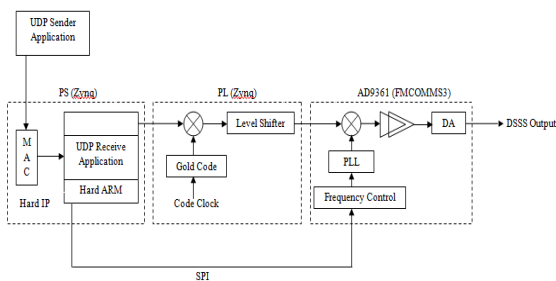 UDP Sender
Application
PS (Zynq)
PL (Zynq)
AD9361 (FMCOMMS3)
M
A
C
UDP Receive
Application
Hard ARM
Hard IP
Level Shifter
Gold Code
Code Clock
DA
DSSS Output
PLL
Frequency Control
SPI